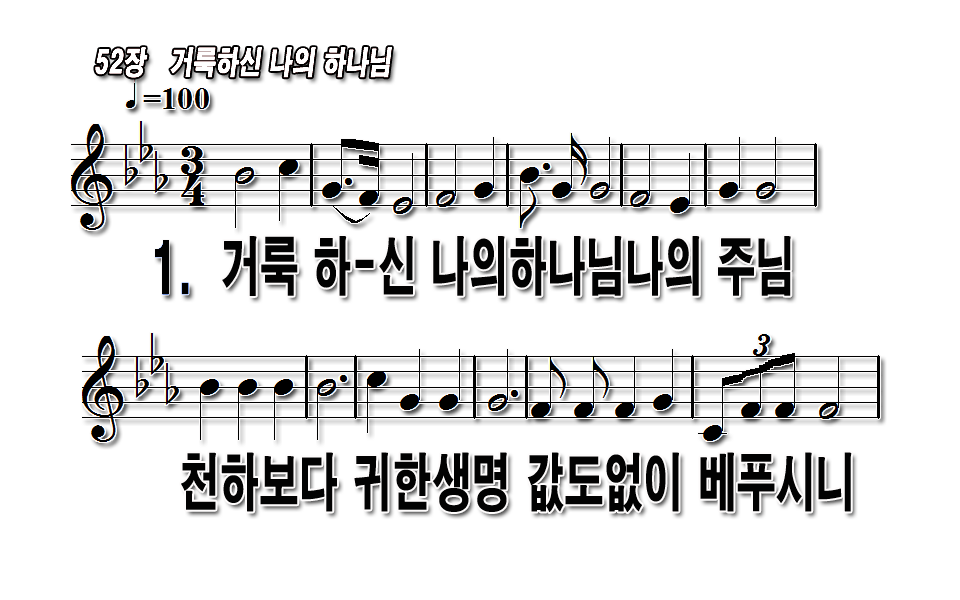 52장 거룩하신 나의 하나님
♩=100
3
4
1. 거룩 하-신 나의하나님나의 주님
3
천하보다 귀한생명 값도없이 베푸시니